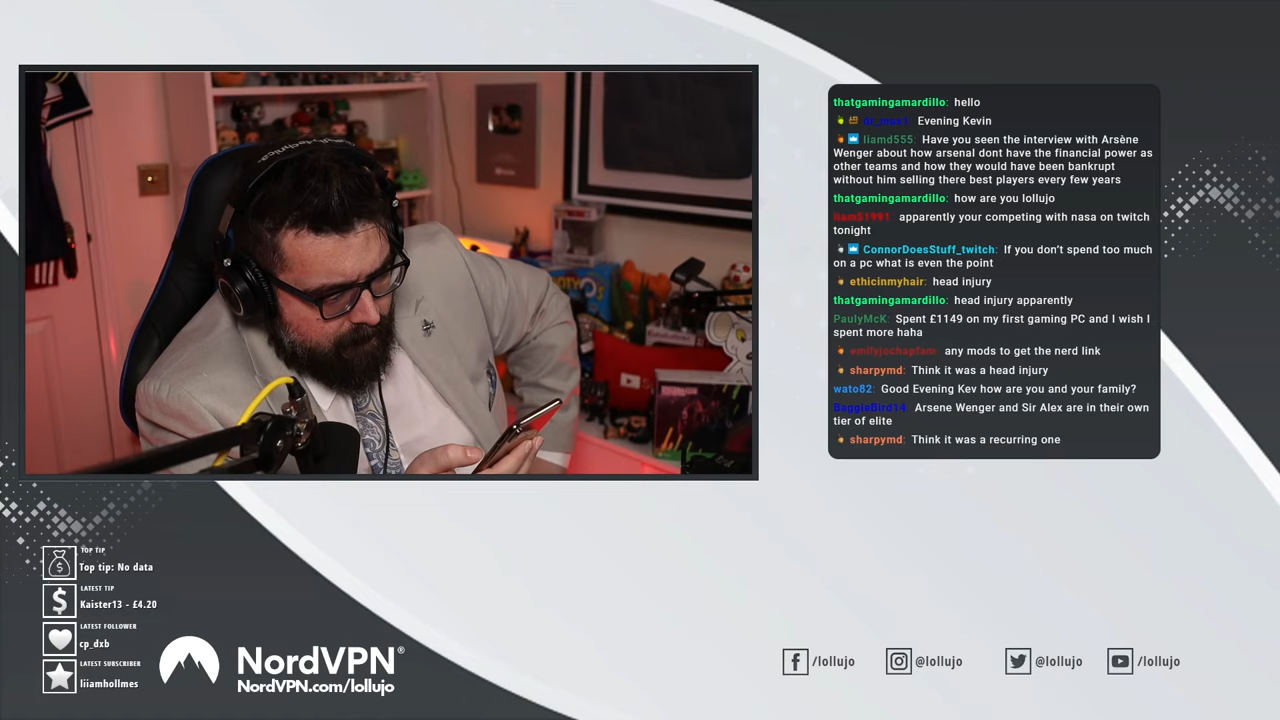 thatgamingamardillo: hello
Evening Kevin
liamd555: Have you seen the interview with Arsène
Wenger about how arsenal dont have the financial power as
other teams and how they would have been bankrupt
without him selling there best players every few years
thatgamingamardillo: how are you lollujo
liam51991 apparently your competing with nasa on twitch
tonight
ConnorDoesStuff_twitch: If you don't spend too much
on a pc what is even the point
ethicinmyhair: head injury
thatgamingamardillo: head injury apparently
PaulyMcK: Spent £1149 on my first gaming PC and I wish I
spent more haha
emilyjochapfam any mods to get the nerd link
sharpymd: Think it was a head injury
wato82: Good Evening Kev how are you and your family?
BaggieBird14 Arsene Wenger and Sir Alex are in their own
tier of elite
sharpymd: Think it was a recurring one
TOP TIP
Top tip: No data
LATEST TIP
Kaister13 - £4.20
LATEST FOLLOWER
cp_dxb
LATEST SUBSCRIBER
liiamhollmes
NordVPN®
NordVPN.com/lollujo
/lollujo
@lollujo
@lollujo
/lollujo